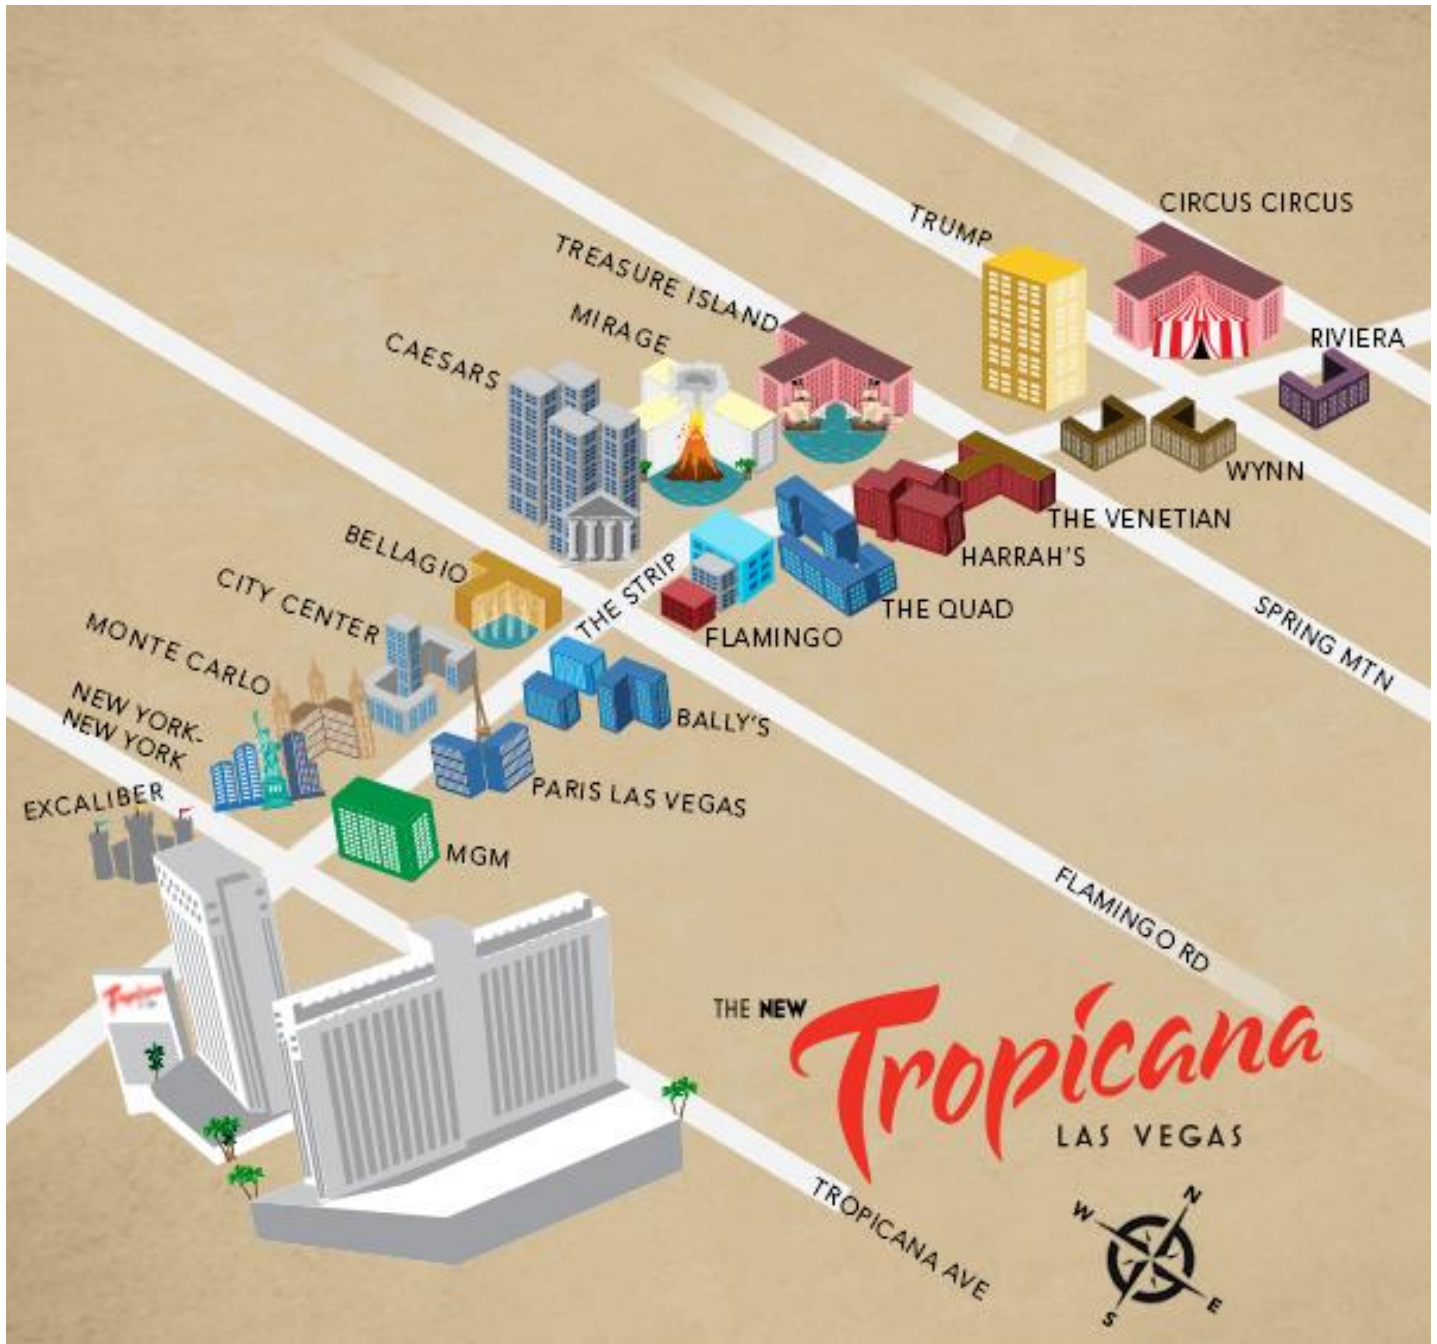 CIRCUS CIRCUS
TRUMP
TREASURE ISLAND
MIRAGE
RIVIERA
CAESARS
WYNN
THE VENETIAN
HARRAH'S
BELLAGIO
THE STRIP
THE QUAD
CITY CENTER
FLAMINGO
SPRING MTN
MONTE CARLO
BALLY'S
NEW YORK-
NEW YORK
PARIS LAS VEGAS
EXCALIBER
MGM
FLAMINGO RD
Tropicana
THE NEW
Tropicana
LAS VEGAS
TROPICANA AVE
N
W
E
S